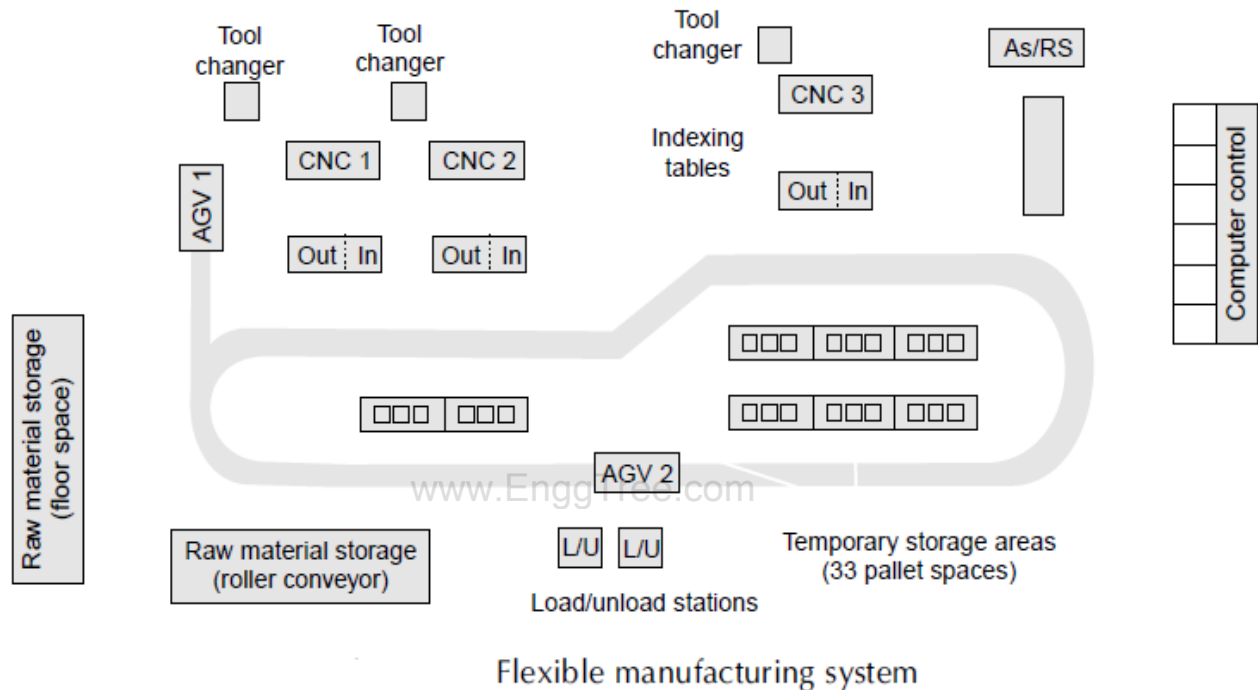 Tool
changer
Tool
changer
Tool
changer
As/RS
CNC 3
CNC 1
CNC 2
Indexing
tables
AGV 1
Out In
Out In
Out In
Computer control
Raw material storage
(floor space)
AGV 2
www.EnggTree.com
Raw material storage
(roller conveyor)
L/U
L/U
Load/unload stations
Temporary storage areas
(33 pallet spaces)
Flexible manufacturing system